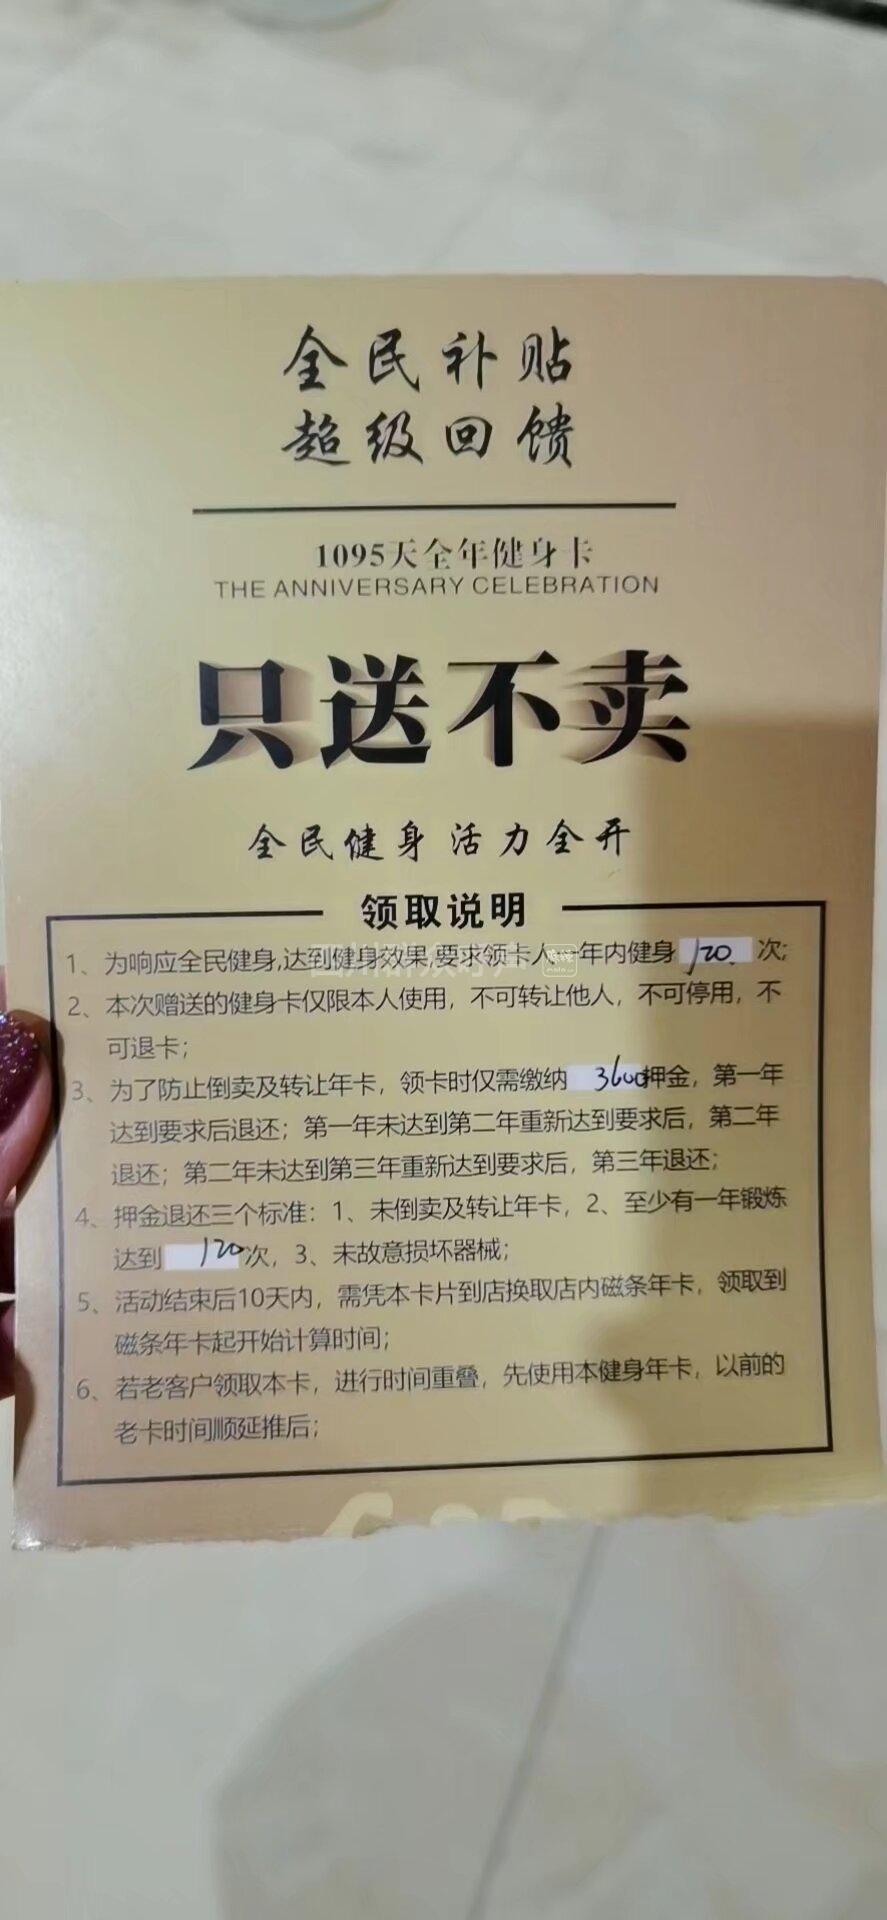 全民补贴
超级回馈
1095天全年健身卡
THE ANNIVERSARY CELEBRATION
只送不卖
全民健身 活力全开
领取说明
1、为响应全民健身,达到健身效果,要求领卡人一年内健身 120 次;
2、本次赠送的健身卡仅限本人使用，不可转让他人，不可停用，不
可退卡；
3、为了防止倒卖及转让年卡，领卡时仅需缴纳 3600 押金，第一年
达到要求后退还；第一年未达到第二年重新达到要求后，第二年
退还；第二年未达到第三年重新达到要求后，第三年退还；
4、押金退还三个标准：1、未倒卖及转让年卡，2、至少有一年锻炼
达到 120 次，3、未故意损坏器械；
5、活动结束后10天内，需凭本卡片到店换取店内磁条年卡，领取到
磁条年卡起开始计算时间；
6、若老客户领取本卡，进行时间重叠，先使用本健身年卡，以前的
老卡时间顺延推后；
四川群众呼声